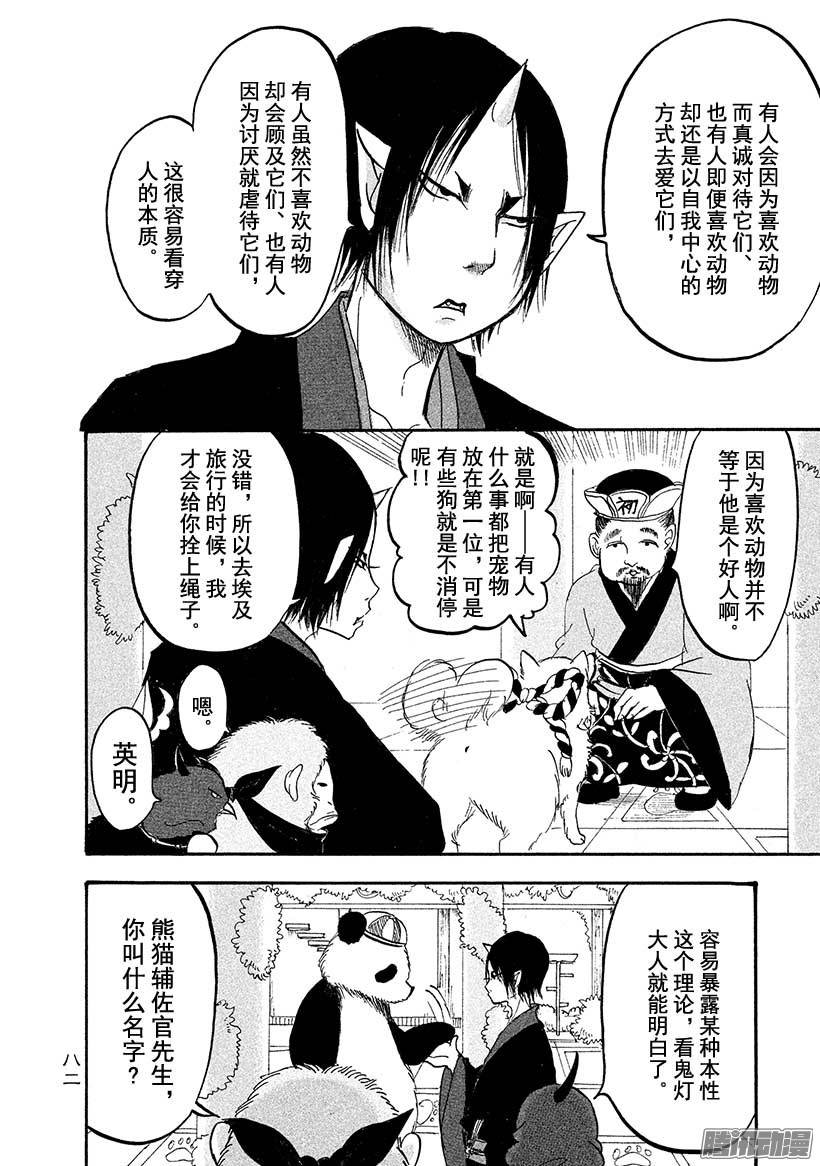 有人会因为喜欢动物
而真诚对待它们、
也有人即便喜欢动物
却还是以自我中心的
方式去爱它们，
有人虽然不喜欢动物
却会顾及它们、也有人
因为讨厌就虐待它们，
这很容易看穿
人的本质。
因为喜欢动物并不
等于他是个好人啊。
初
就是啊——有人
什么事都把宠物
放在第一位，可是
有些狗就是不消停
呢!!
没错，所以去埃及
旅行的时候，我
才会给你拴上绳子。
嗯。
英明。
容易暴露某种本性
这个理论，看鬼灯
大人就能明白了。
熊猫辅佐官先生，
你叫什么名字？
八二
腾讯动漫